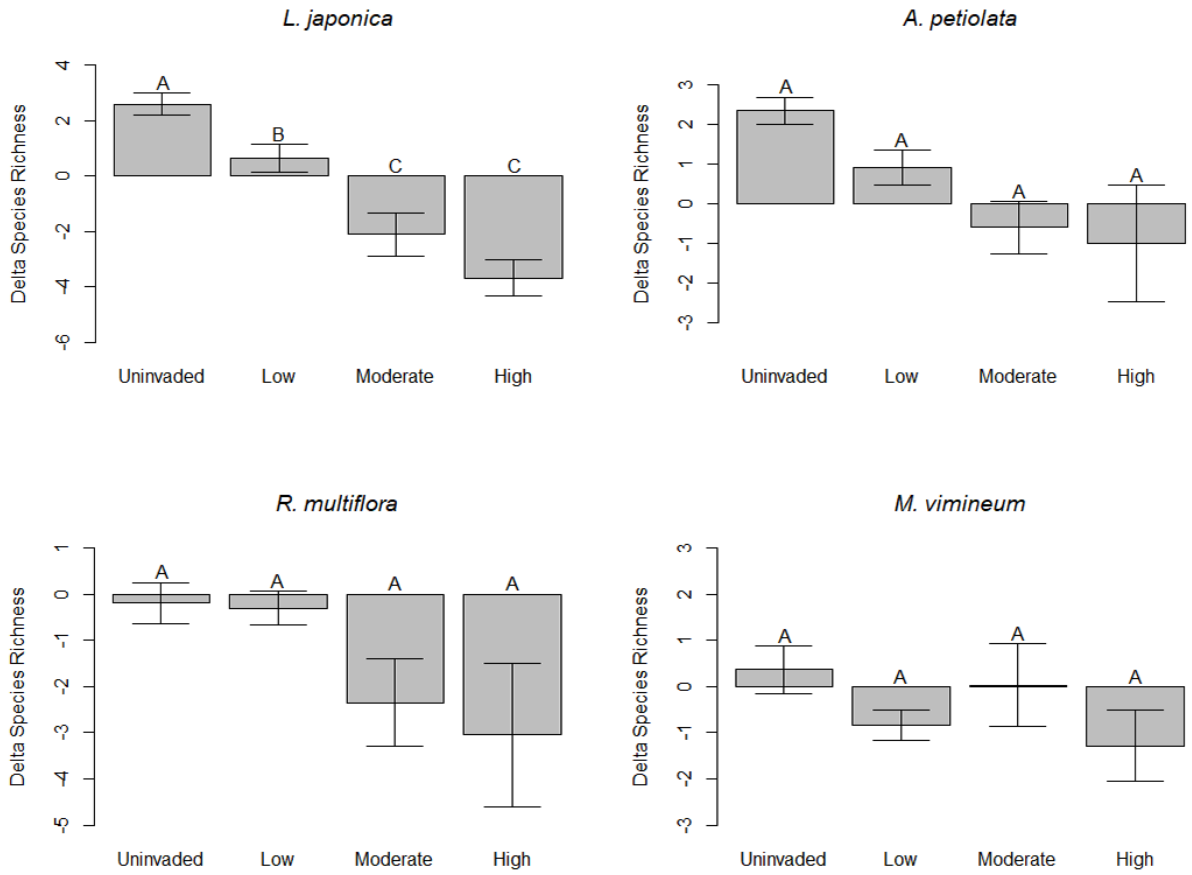 L. japonica
Delta Species Richness
4
2
0
-2
-4
-6
A
B
C
C
Uninvaded Low Moderate High
A. petiolata
Delta Species Richness
3
2
1
0
-1
-2
-3
A
A
A
A
Uninvaded Low Moderate High
R. multiflora
Delta Species Richness
1
0
-1
-2
-3
-4
-5
A
A
A
A
Uninvaded Low Moderate High
M. vimineum
Delta Species Richness
3
2
1
0
-1
-2
-3
A
A
A
A
Uninvaded Low Moderate High